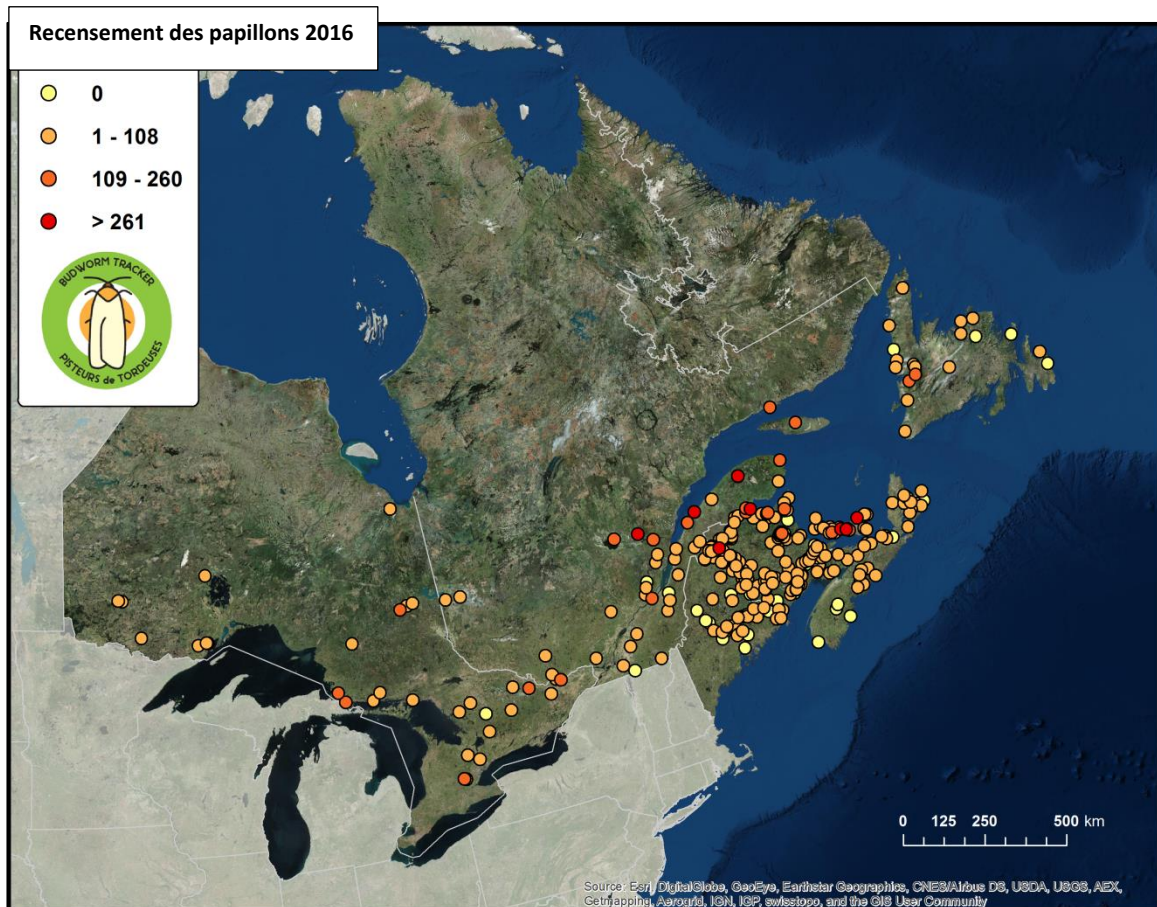 Recensement des papillons 2016
0
1 - 108
109 - 260
> 261
BUDWORM TRACKER
PISTEURS de TORDEUSES
0 125 250 500 km
Source: Esri, DigitalGlobe, GeoEye, Earthstar Geographics, CNES/Airbus DS, USDA, USGS, AEX,
Getmapping, Aerogrid, IGN, IGP, swisstopo, and the GIS User Community